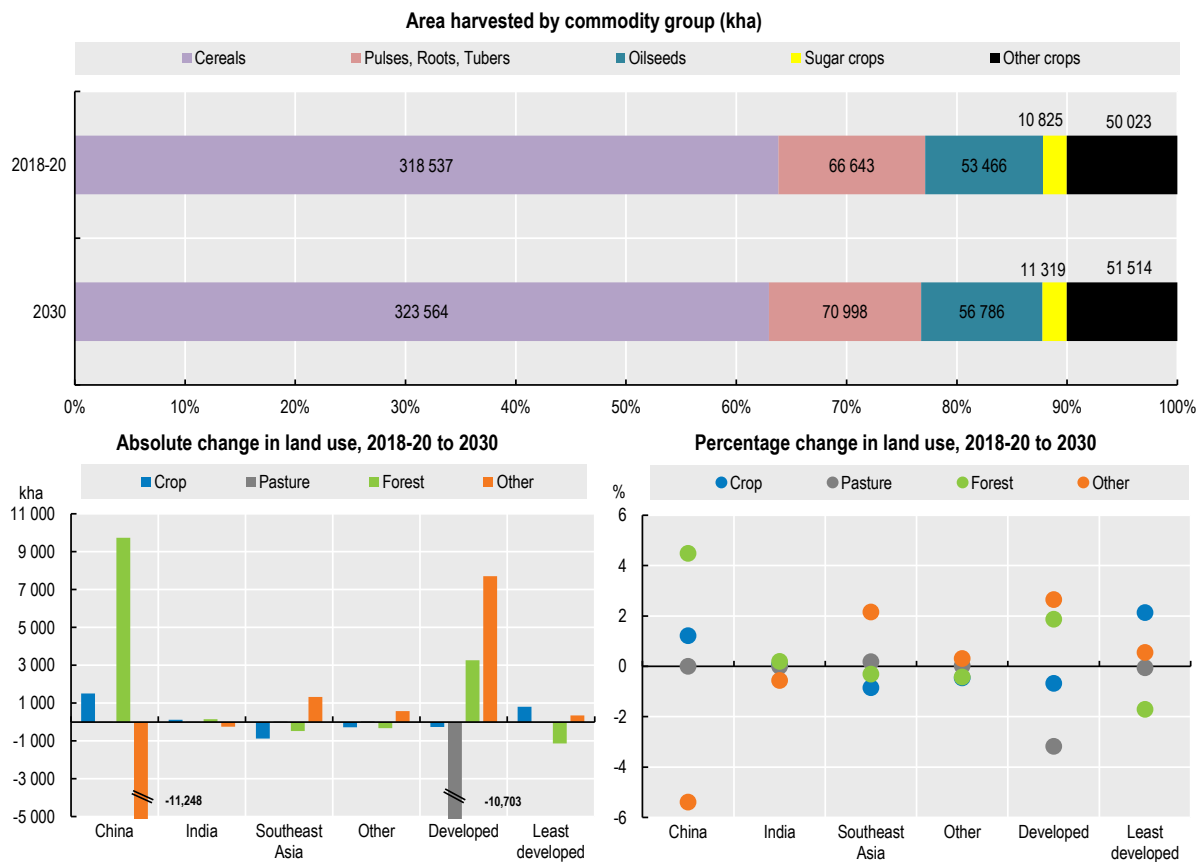 Area harvested by commodity group (kha)
Cereals Pulses, Roots, Tubers Oilseeds Sugar crops Other crops
10 825 50 023
2018-20 318 537 66 643 53 466
11 319 51 514
2030 323 564 70 998 56 786
0% 10% 20% 30% 40% 50% 60% 70% 80% 90% 100%
Absolute change in land use, 2018-20 to 2030
Crop Pasture Forest Other
kha
11 000
9 000
7 000
5 000
3 000
1 000
-1 000
-3 000
-5 000
-11,248 -10,703
China India Southeast Asia Other Developed Least developed
Percentage change in land use, 2018-20 to 2030
Crop Pasture Forest Other
%
6
4
2
0
-2
-4
-6
China India Southeast Asia Other Developed Least developed